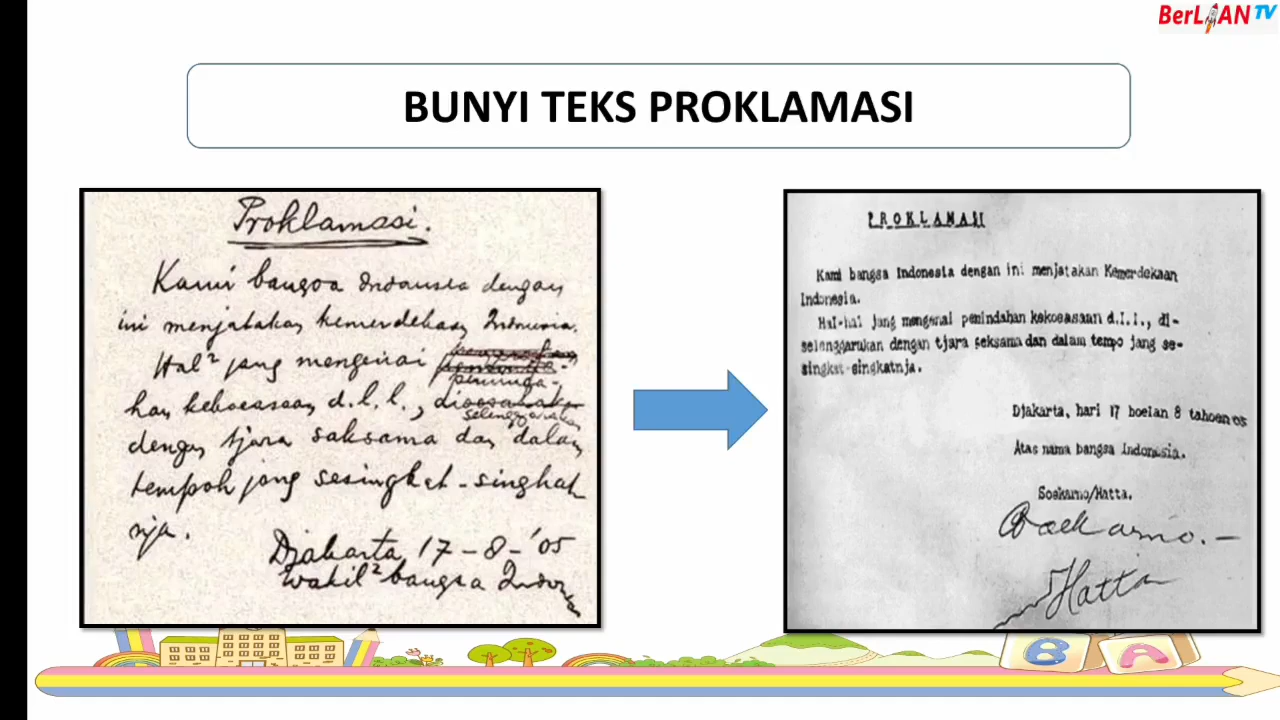 BerLIAN TV
BUNYI TEKS PROKLAMASI
Proklamasi.
Kami bangsa Indonesia dengan
ini menjatakan kemerdekaan Indonesia.
Hal² jang mengenai
peminda-
han keboeasaan d.l.l., diselenggarakan
dengan tjara saksama dan dalam
tempoh jang sesingkat-singkat
nja.
Djakarta, 17-8-'05
Wakil² bangsa Indonesia
PROKLAMASI
Kami bangsa Indonesia dengan ini menjatakan Kemerdekaan
Indonesia.
Hal-hal jang mengenai pemindahan kekoeasaan d.l.l., di-
selenggarakan dengan tjara seksama dan dalam tempo jang se-
singkat-singkatnja.
Djakarta, hari 17 boelan 8 tahoen 05
Atas nama bangsa Indonesia.
Soekarno/Hatta.
Soekarno.-
Hatta
B A